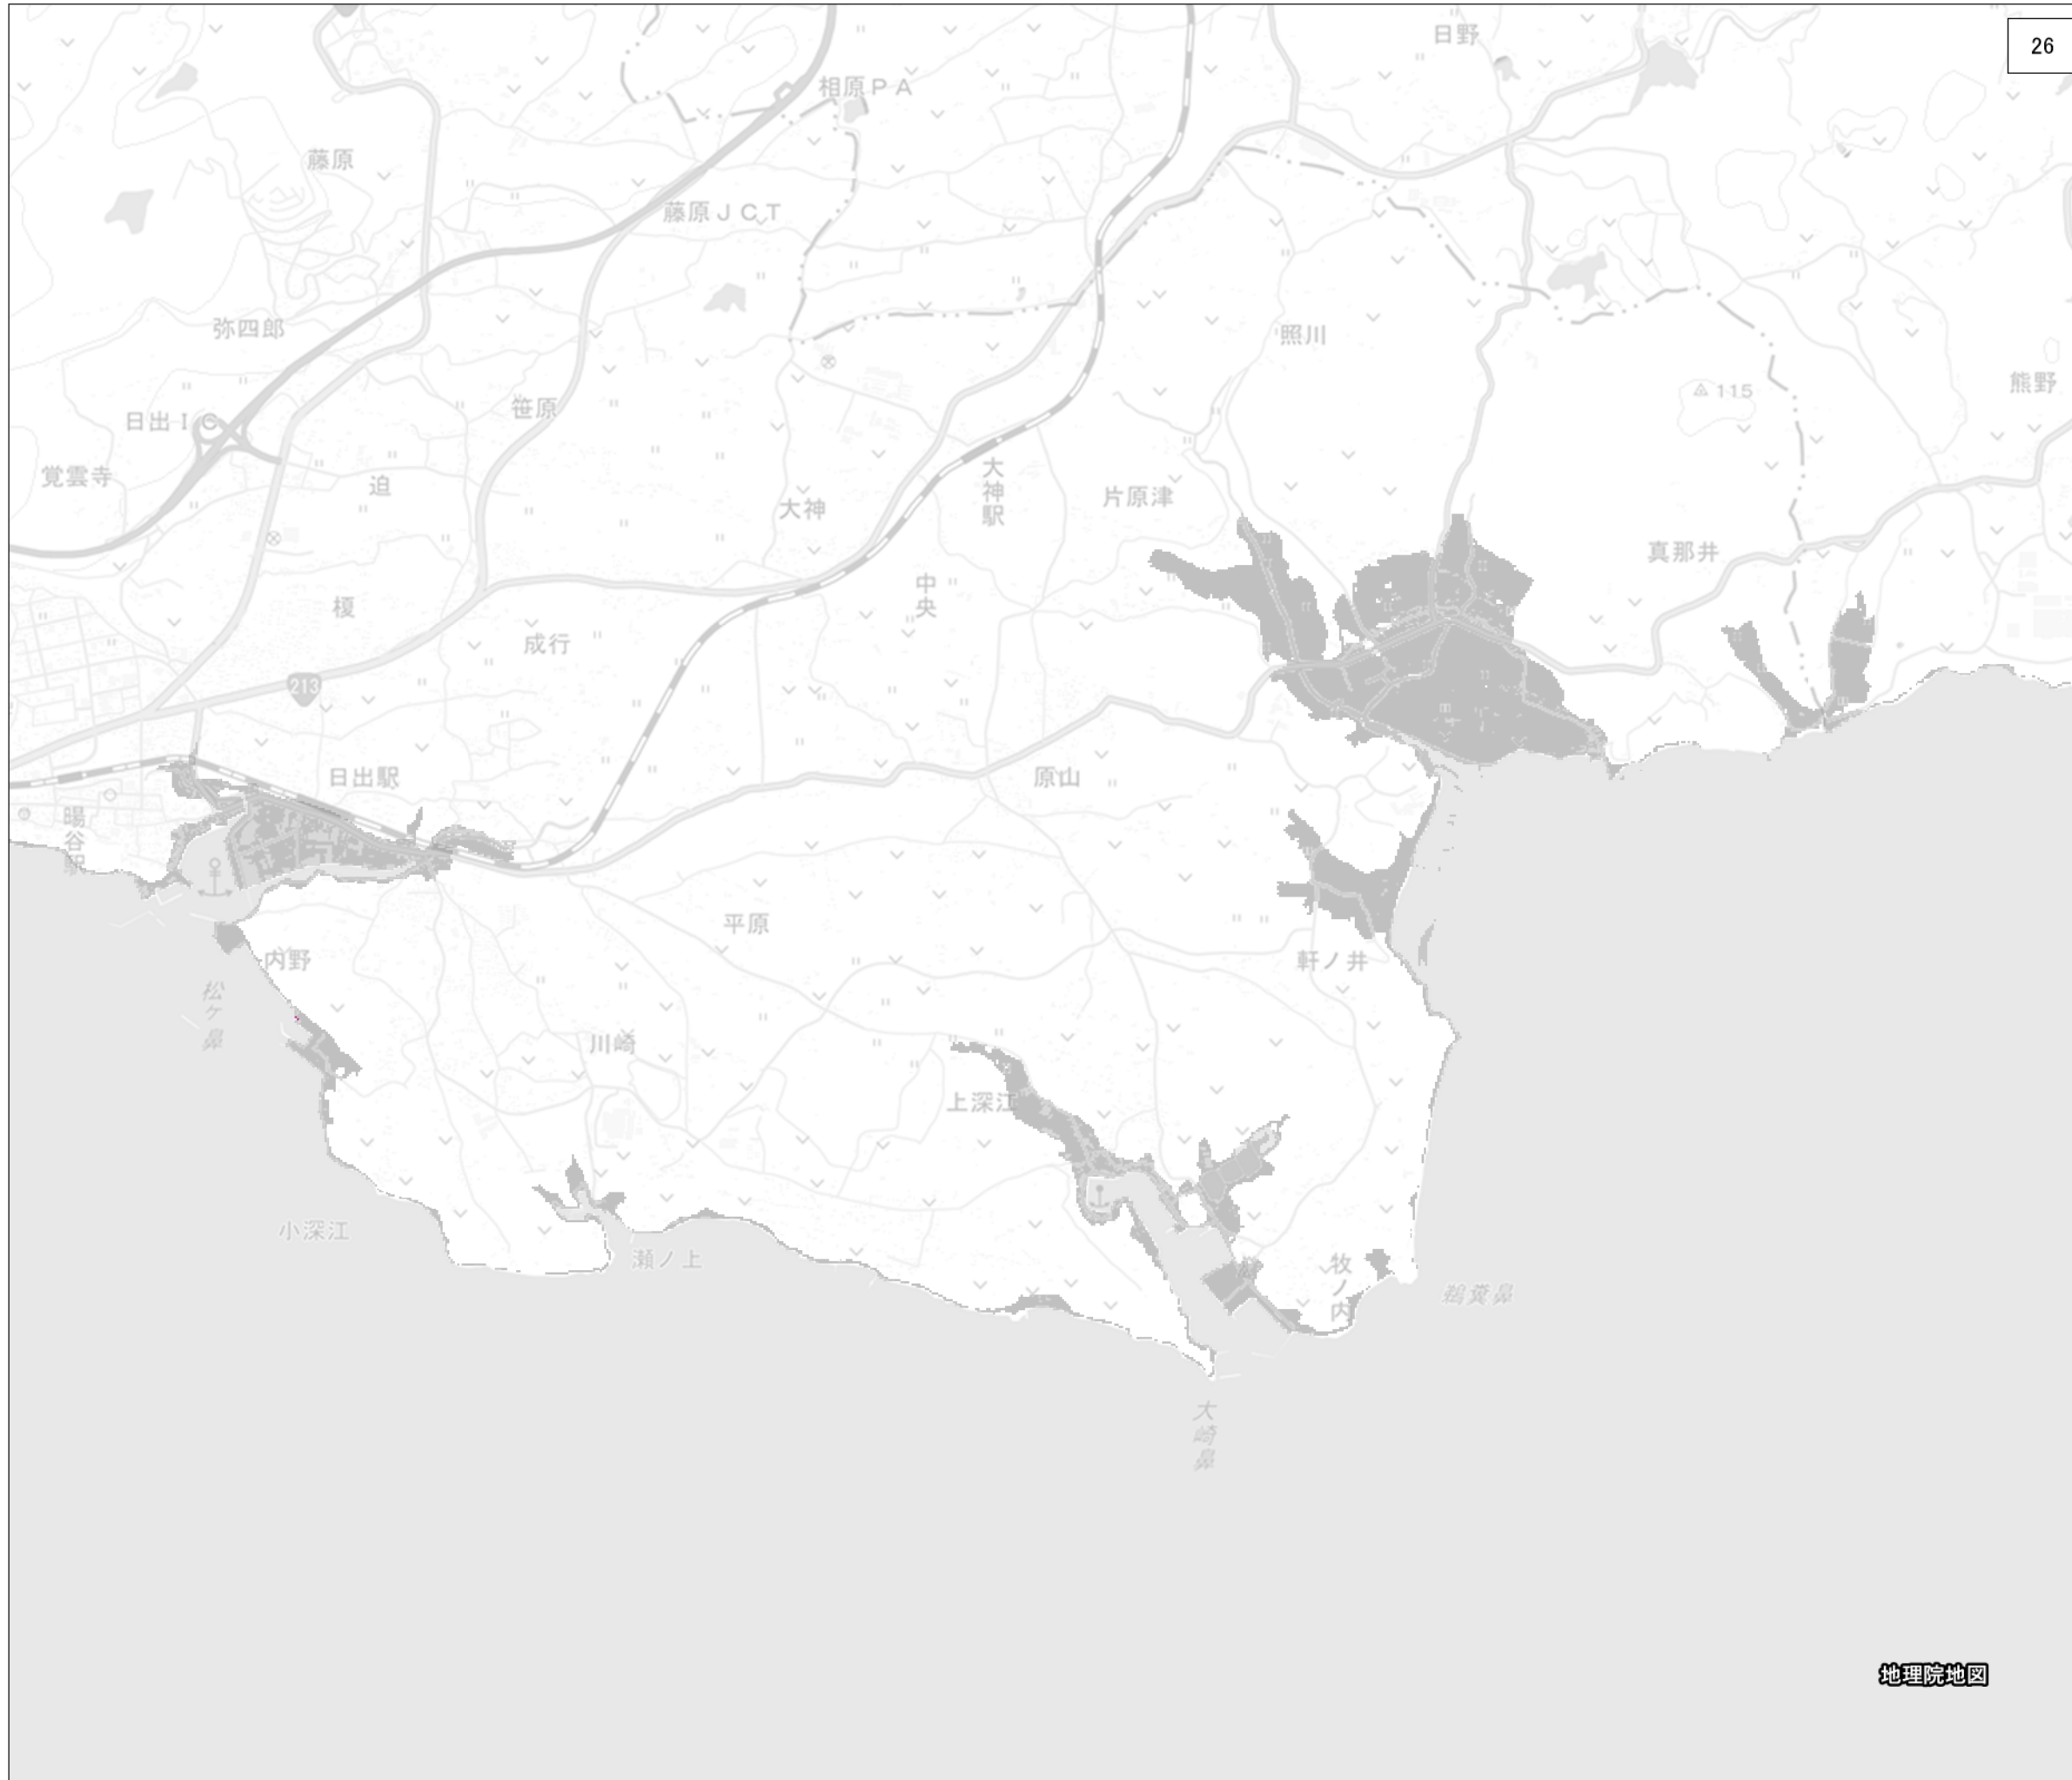 26
日野
相原ＰＡ
藤原
藤原ＪＣＴ
弥四郎
照川
115
熊野
日出ＩＣ
笹原
覚雲寺
迫
大神
大神駅
片原津
真那井
中央
榎
成行
213
日出駅
原山
暘谷駅
平原
軒ノ井
内野
松ケ鼻
川崎
上深江
小深江
瀬ノ上
牧ノ内
鵜糞鼻
大崎鼻
地理院地図